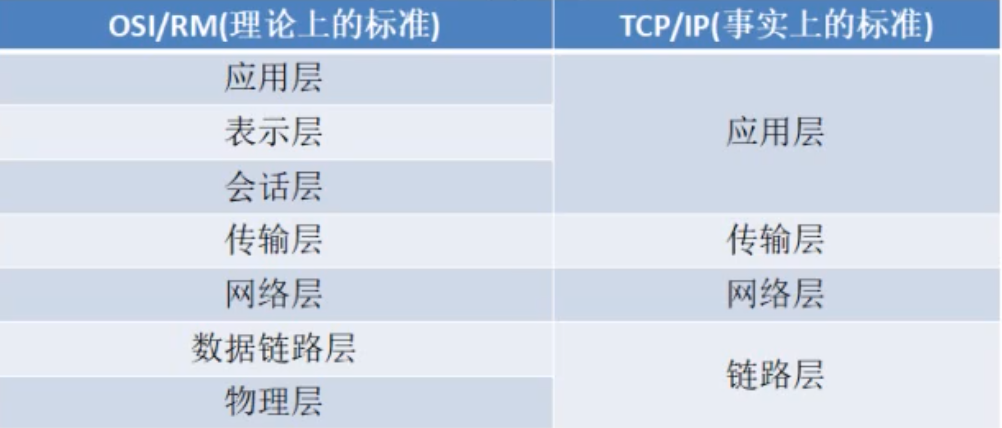 OSI/RM(理论上的标准) TCP/IP(事实上的标准)
应用层
表示层
应用层
会话层
传输层 传输层
网络层 网络层
数据链路层
链路层
物理层